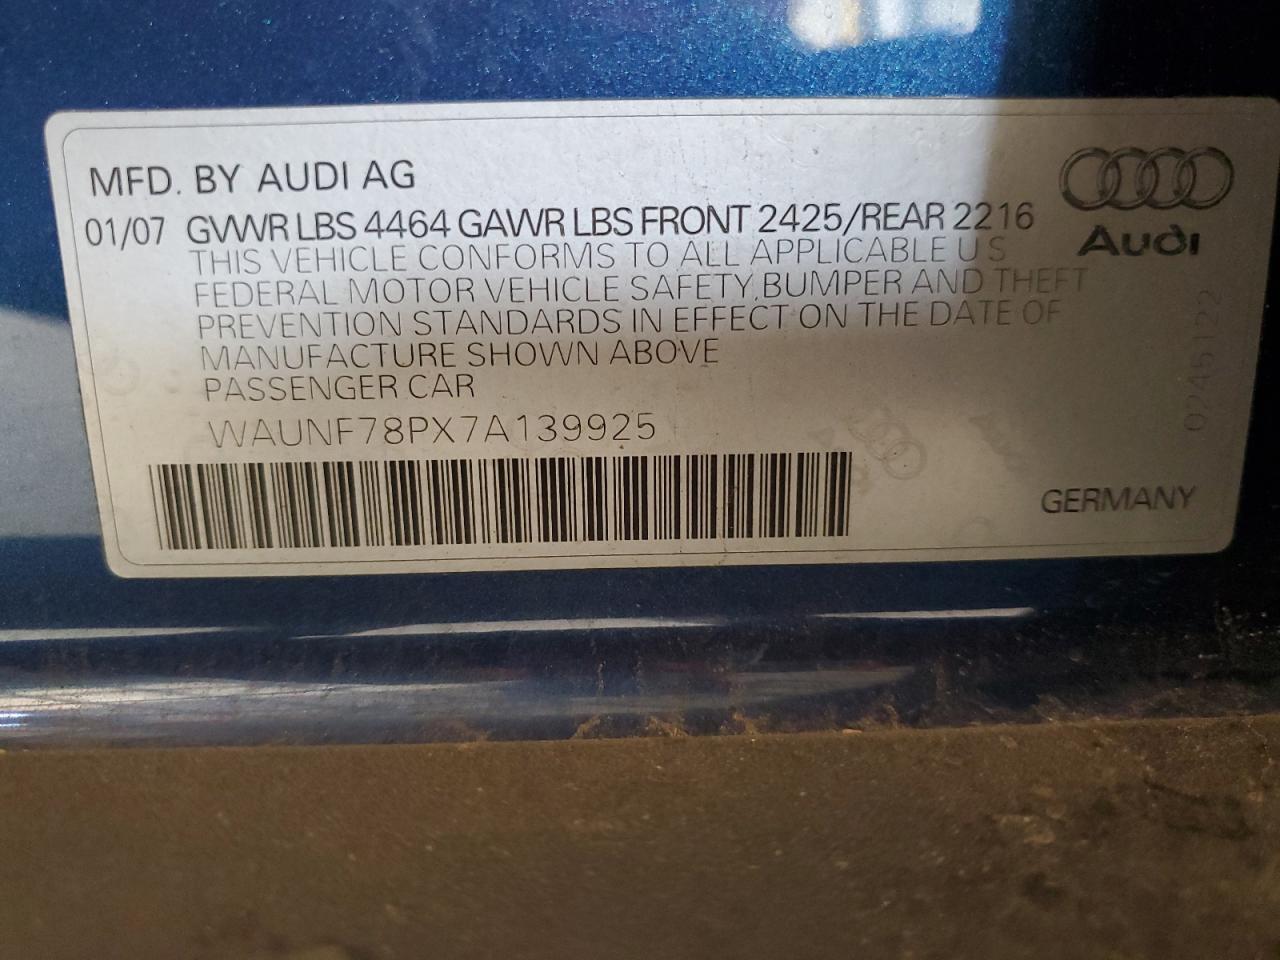 MFD. BY AUDI AG
01/07 GVWR LBS 4464 GAWR LBS FRONT 2425/REAR 2216
THIS VEHICLE CONFORMS TO ALL APPLICABLE U S
FEDERAL MOTOR VEHICLE SAFETY, BUMPER AND THEFT
PREVENTION STANDARDS IN EFFECT ON THE DATE OF
MANUFACTURE SHOWN ABOVE
PASSENGER CAR
WAUNF78PX7A139925
Audi
0245122
GERMANY